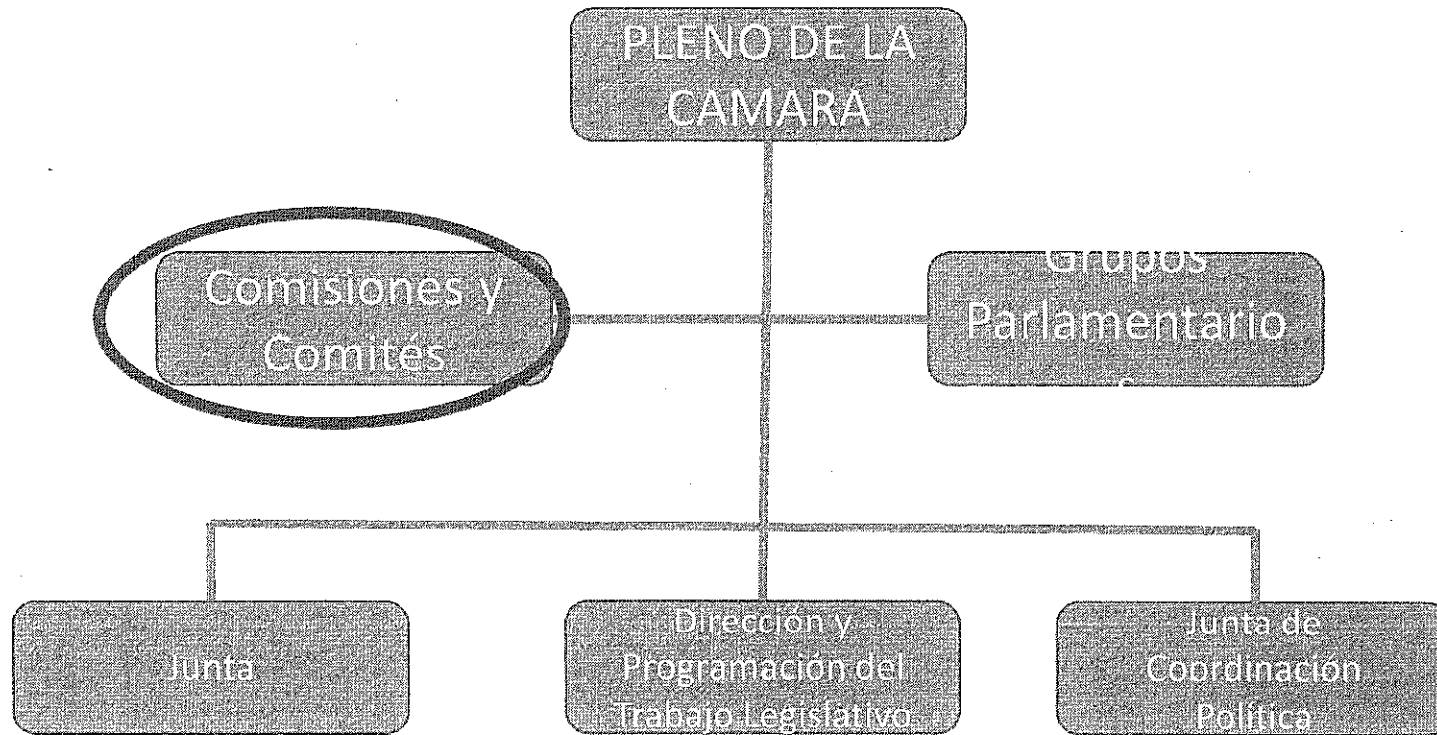 PLENO DE LA
CAMARA
Comisiones y
Comités
Grupos
Parlamentario
s
Junta
Dirección y
Programación del
Trabajo Legislativo
Junta de
Coordinación
Política